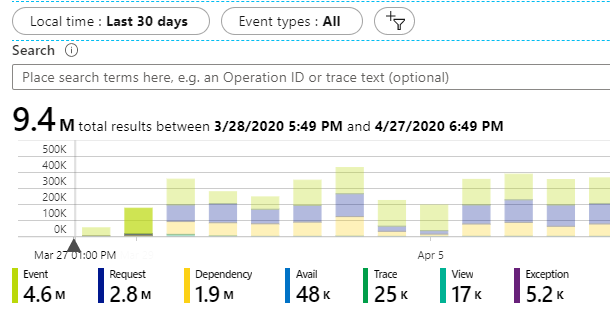 Local time : Last 30 days Event types : All
Search
Place search terms here, e.g. an Operation ID or trace text (optional)
9.4 M total results between 3/28/2020 5:49 PM and 4/27/2020 6:49 PM
500K
400K
300K
200K
100K
0K
Mar 27 01:00 PM Apr 5
Event Request Dependency Avail Trace View Exception
4.6 M 2.8 M 1.9 M 48 K 25 K 17 K 5.2 K